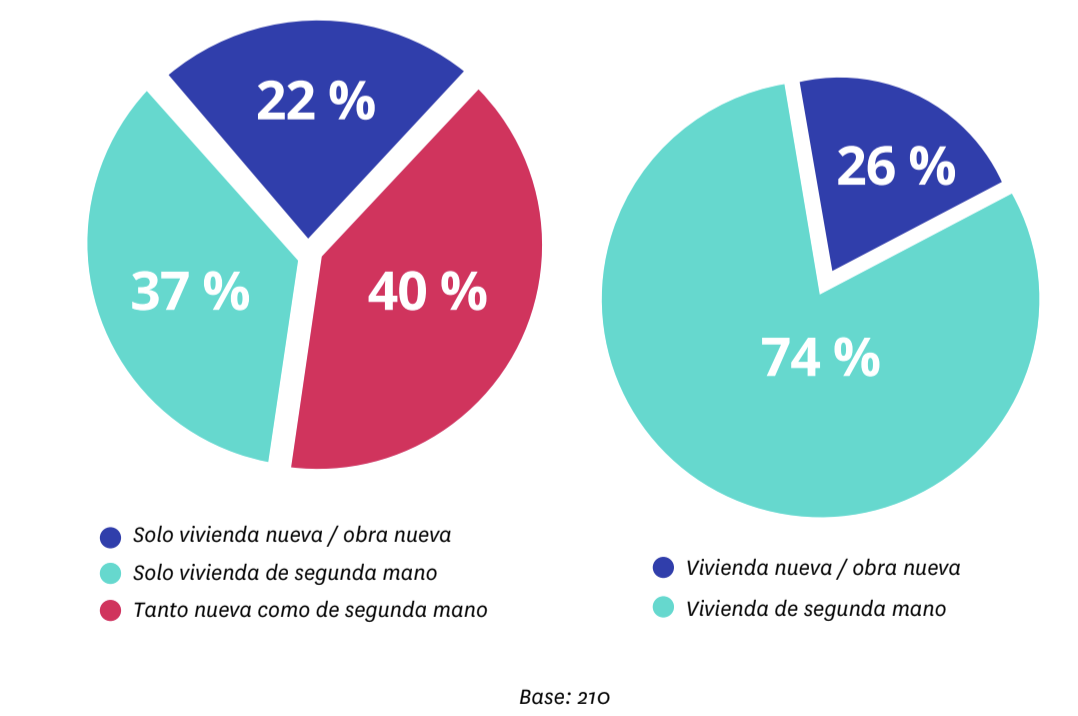 22 %
37 %
40 %
Solo vivienda nueva / obra nueva
Solo vivienda de segunda mano
Tanto nueva como de segunda mano
26 %
74 %
Vivienda nueva / obra nueva
Vivienda de segunda mano
Base: 210